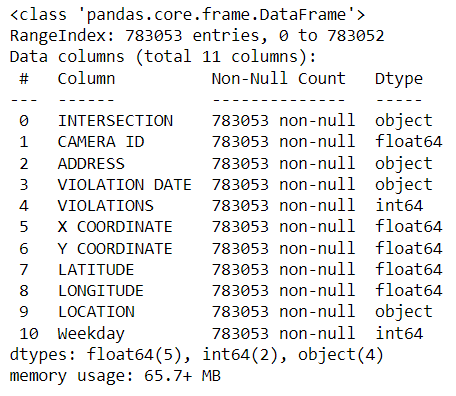 <class 'pandas.core.frame.DataFrame'>
RangeIndex: 783053 entries, 0 to 783052
Data columns (total 11 columns):
 #   Column          Non-Null Count   Dtype
---  ------          --------------   -----
 0   INTERSECTION    783053 non-null  object
 1   CAMERA ID       783053 non-null  float64
 2   ADDRESS         783053 non-null  object
 3   VIOLATION DATE  783053 non-null  object
 4   VIOLATIONS      783053 non-null  int64
 5   X COORDINATE    783053 non-null  float64
 6   Y COORDINATE    783053 non-null  float64
 7   LATITUDE        783053 non-null  float64
 8   LONGITUDE       783053 non-null  float64
 9   LOCATION        783053 non-null  object
 10  Weekday         783053 non-null  int64
dtypes: float64(5), int64(2), object(4)
memory usage: 65.7+ MB